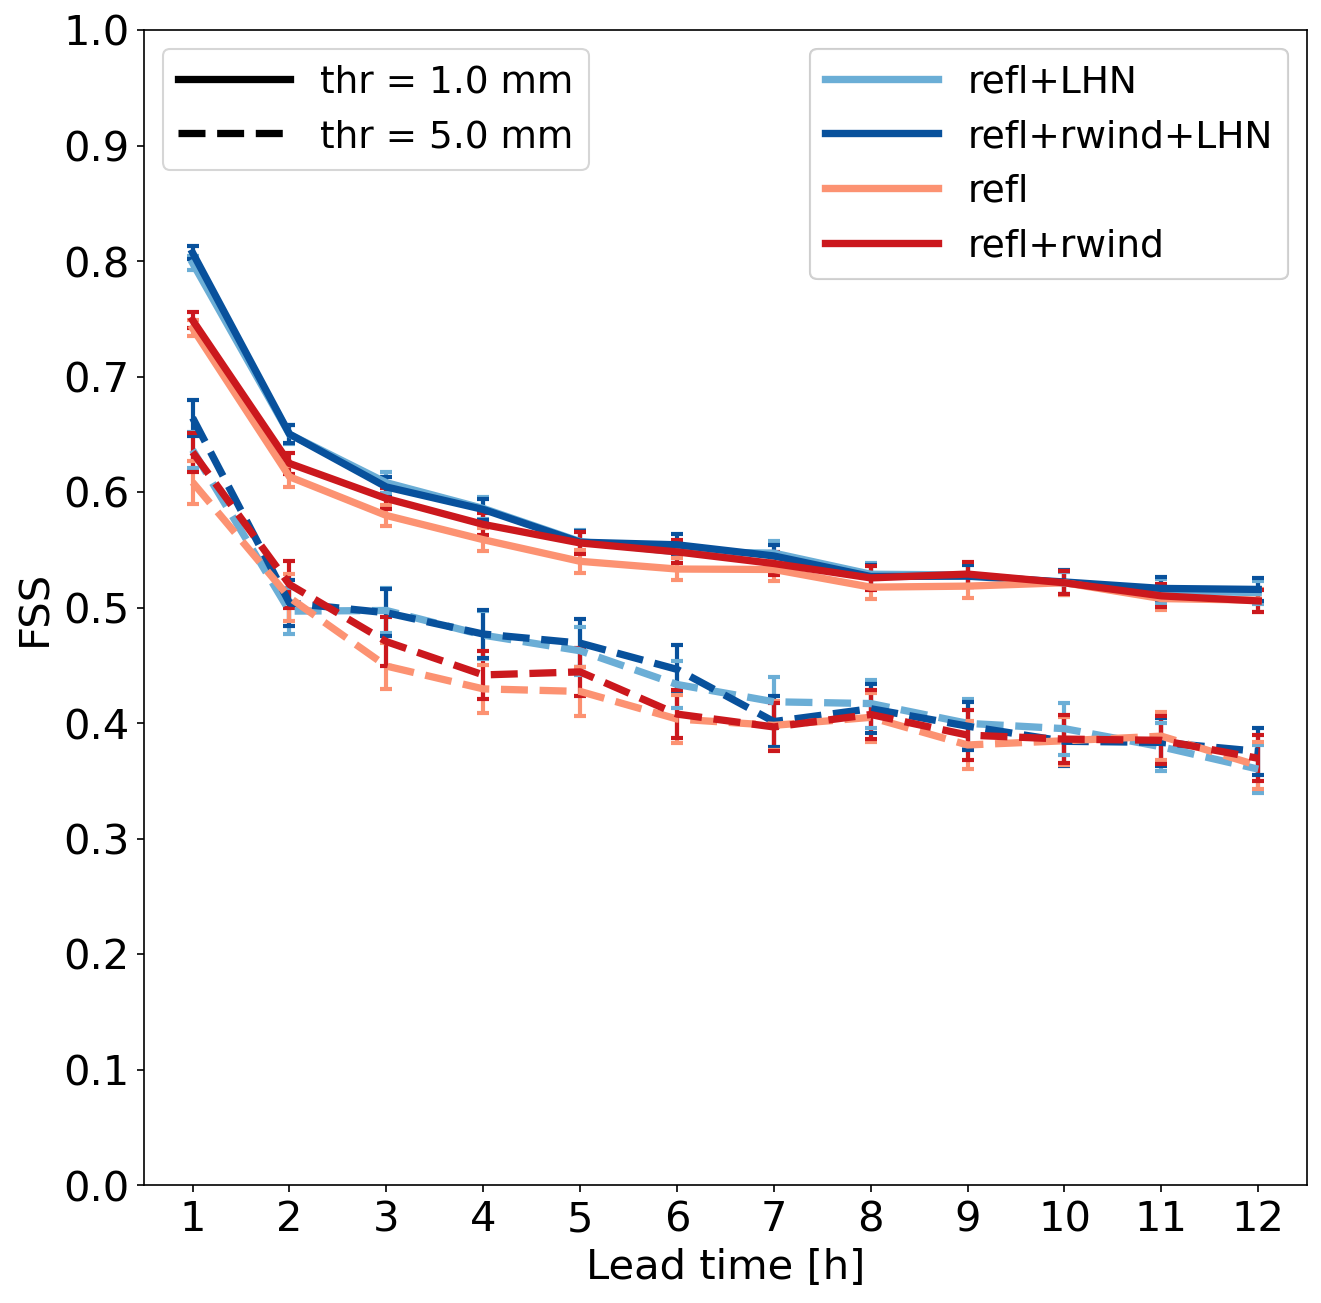 thr = 1.0 mm
thr = 5.0 mm
refl+LHN
refl+rwind+LHN
refl
refl+rwind
FSS
1.0
0.9
0.8
0.7
0.6
0.5
0.4
0.3
0.2
0.1
0.0
1 2 3 4 5 6 7 8 9 10 11 12
Lead time [h]